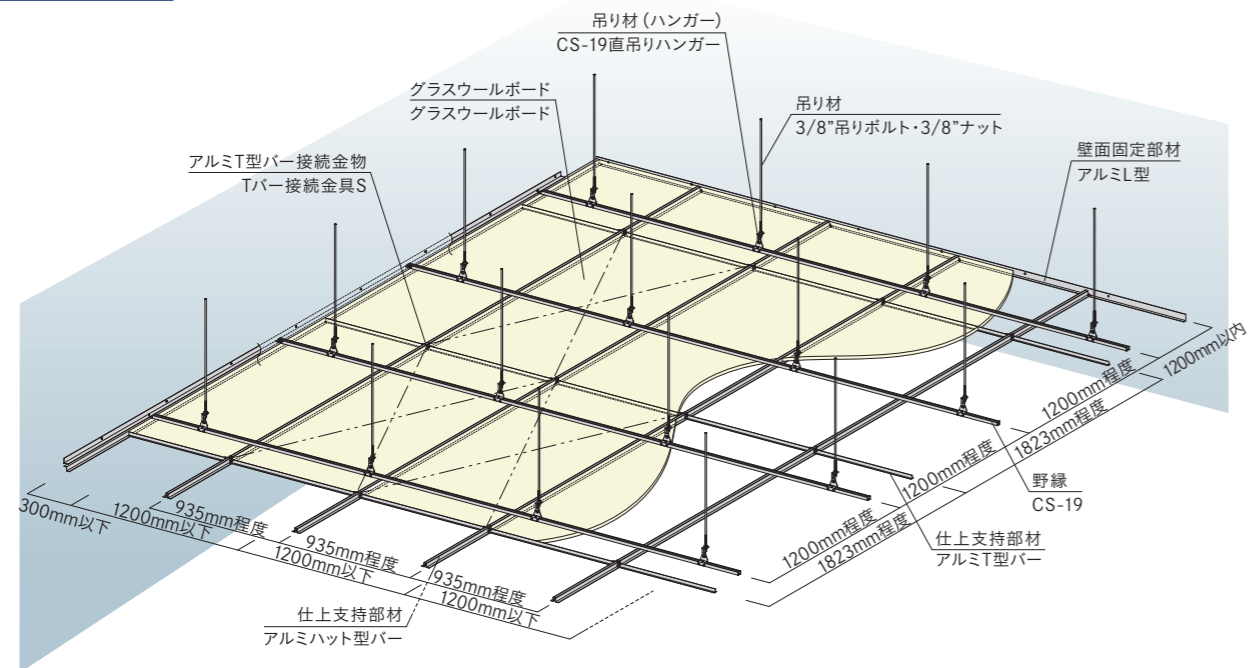 吊り材 (ハンガー)
CS-19直吊りハンガー
グラスウールボード
グラスウールボード
吊り材
3/8”吊りボルト・3/8”ナット
アルミT型バー接続金物
Tバー接続金具S
壁面固定部材
アルミL型
1200mm以内
1200mm程度
1823mm程度
1200mm程度
野縁
CS-19
1200mm程度
1823mm程度
仕上支持部材
アルミT型バー
300mm以下
1200mm以下
935mm程度
1200mm以下
935mm程度
1200mm以下
935mm程度
仕上支持部材
アルミハット型バー